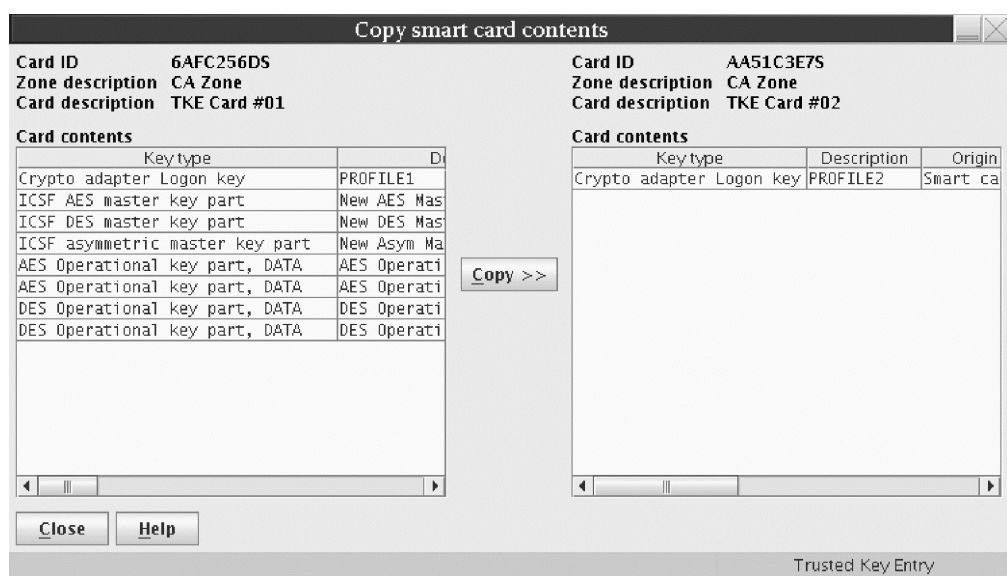 Copy smart card contents
Card ID 6AFC256DS
Zone description CA Zone
Card description TKE Card #01
Card contents
Key type De
Crypto adapter Logon key PROFILE1
ICSF AES master key part New AES Mas
ICSF DES master key part New DES Mas
ICSF asymmetric master key part New Asym Ma
AES Operational key part, DATA AES Operati
AES Operational key part, DATA AES Operati
DES Operational key part, DATA DES Operati
DES Operational key part, DATA DES Operati
Copy >>
Card ID AA51C3E7S
Zone description CA Zone
Card description TKE Card #02
Card contents
Key type Description Origin
Crypto adapter Logon key PROFILE2 Smart ca
Close Help
Trusted Key Entry